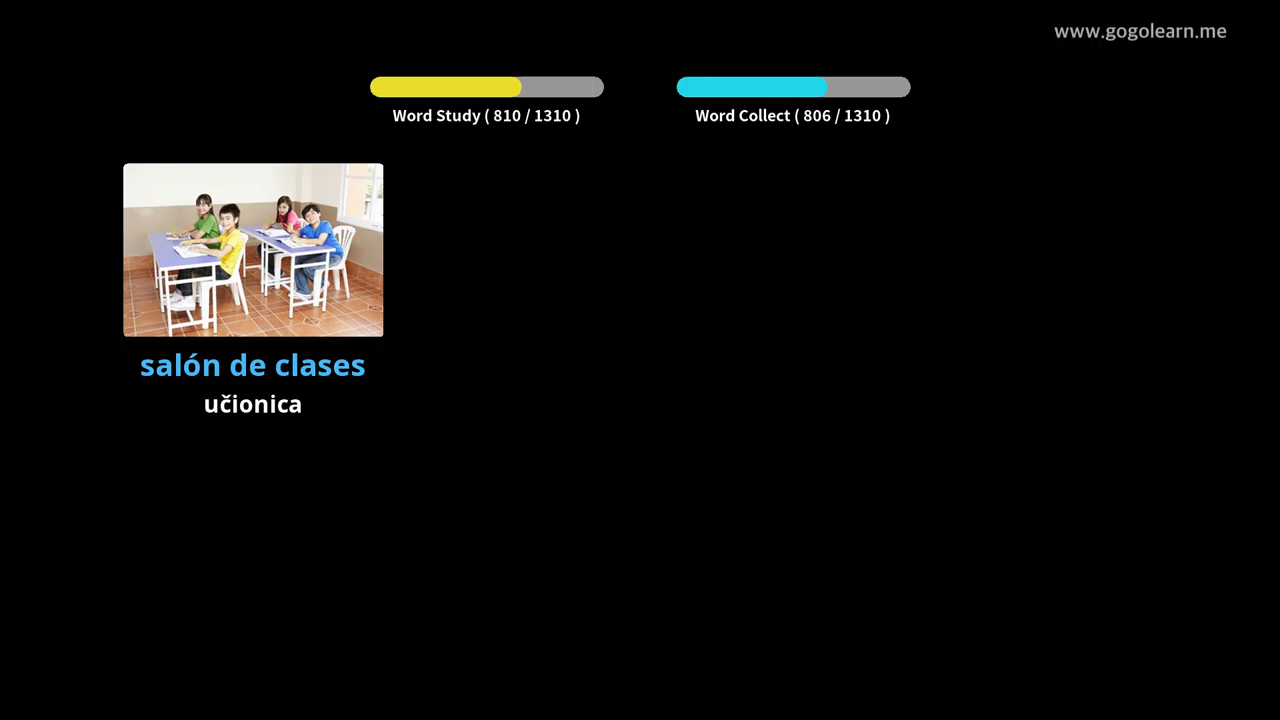 www.gogolearn.me
Word Study ( 810 / 1310 )
Word Collect ( 806 / 1310 )
salón de clases
učionica